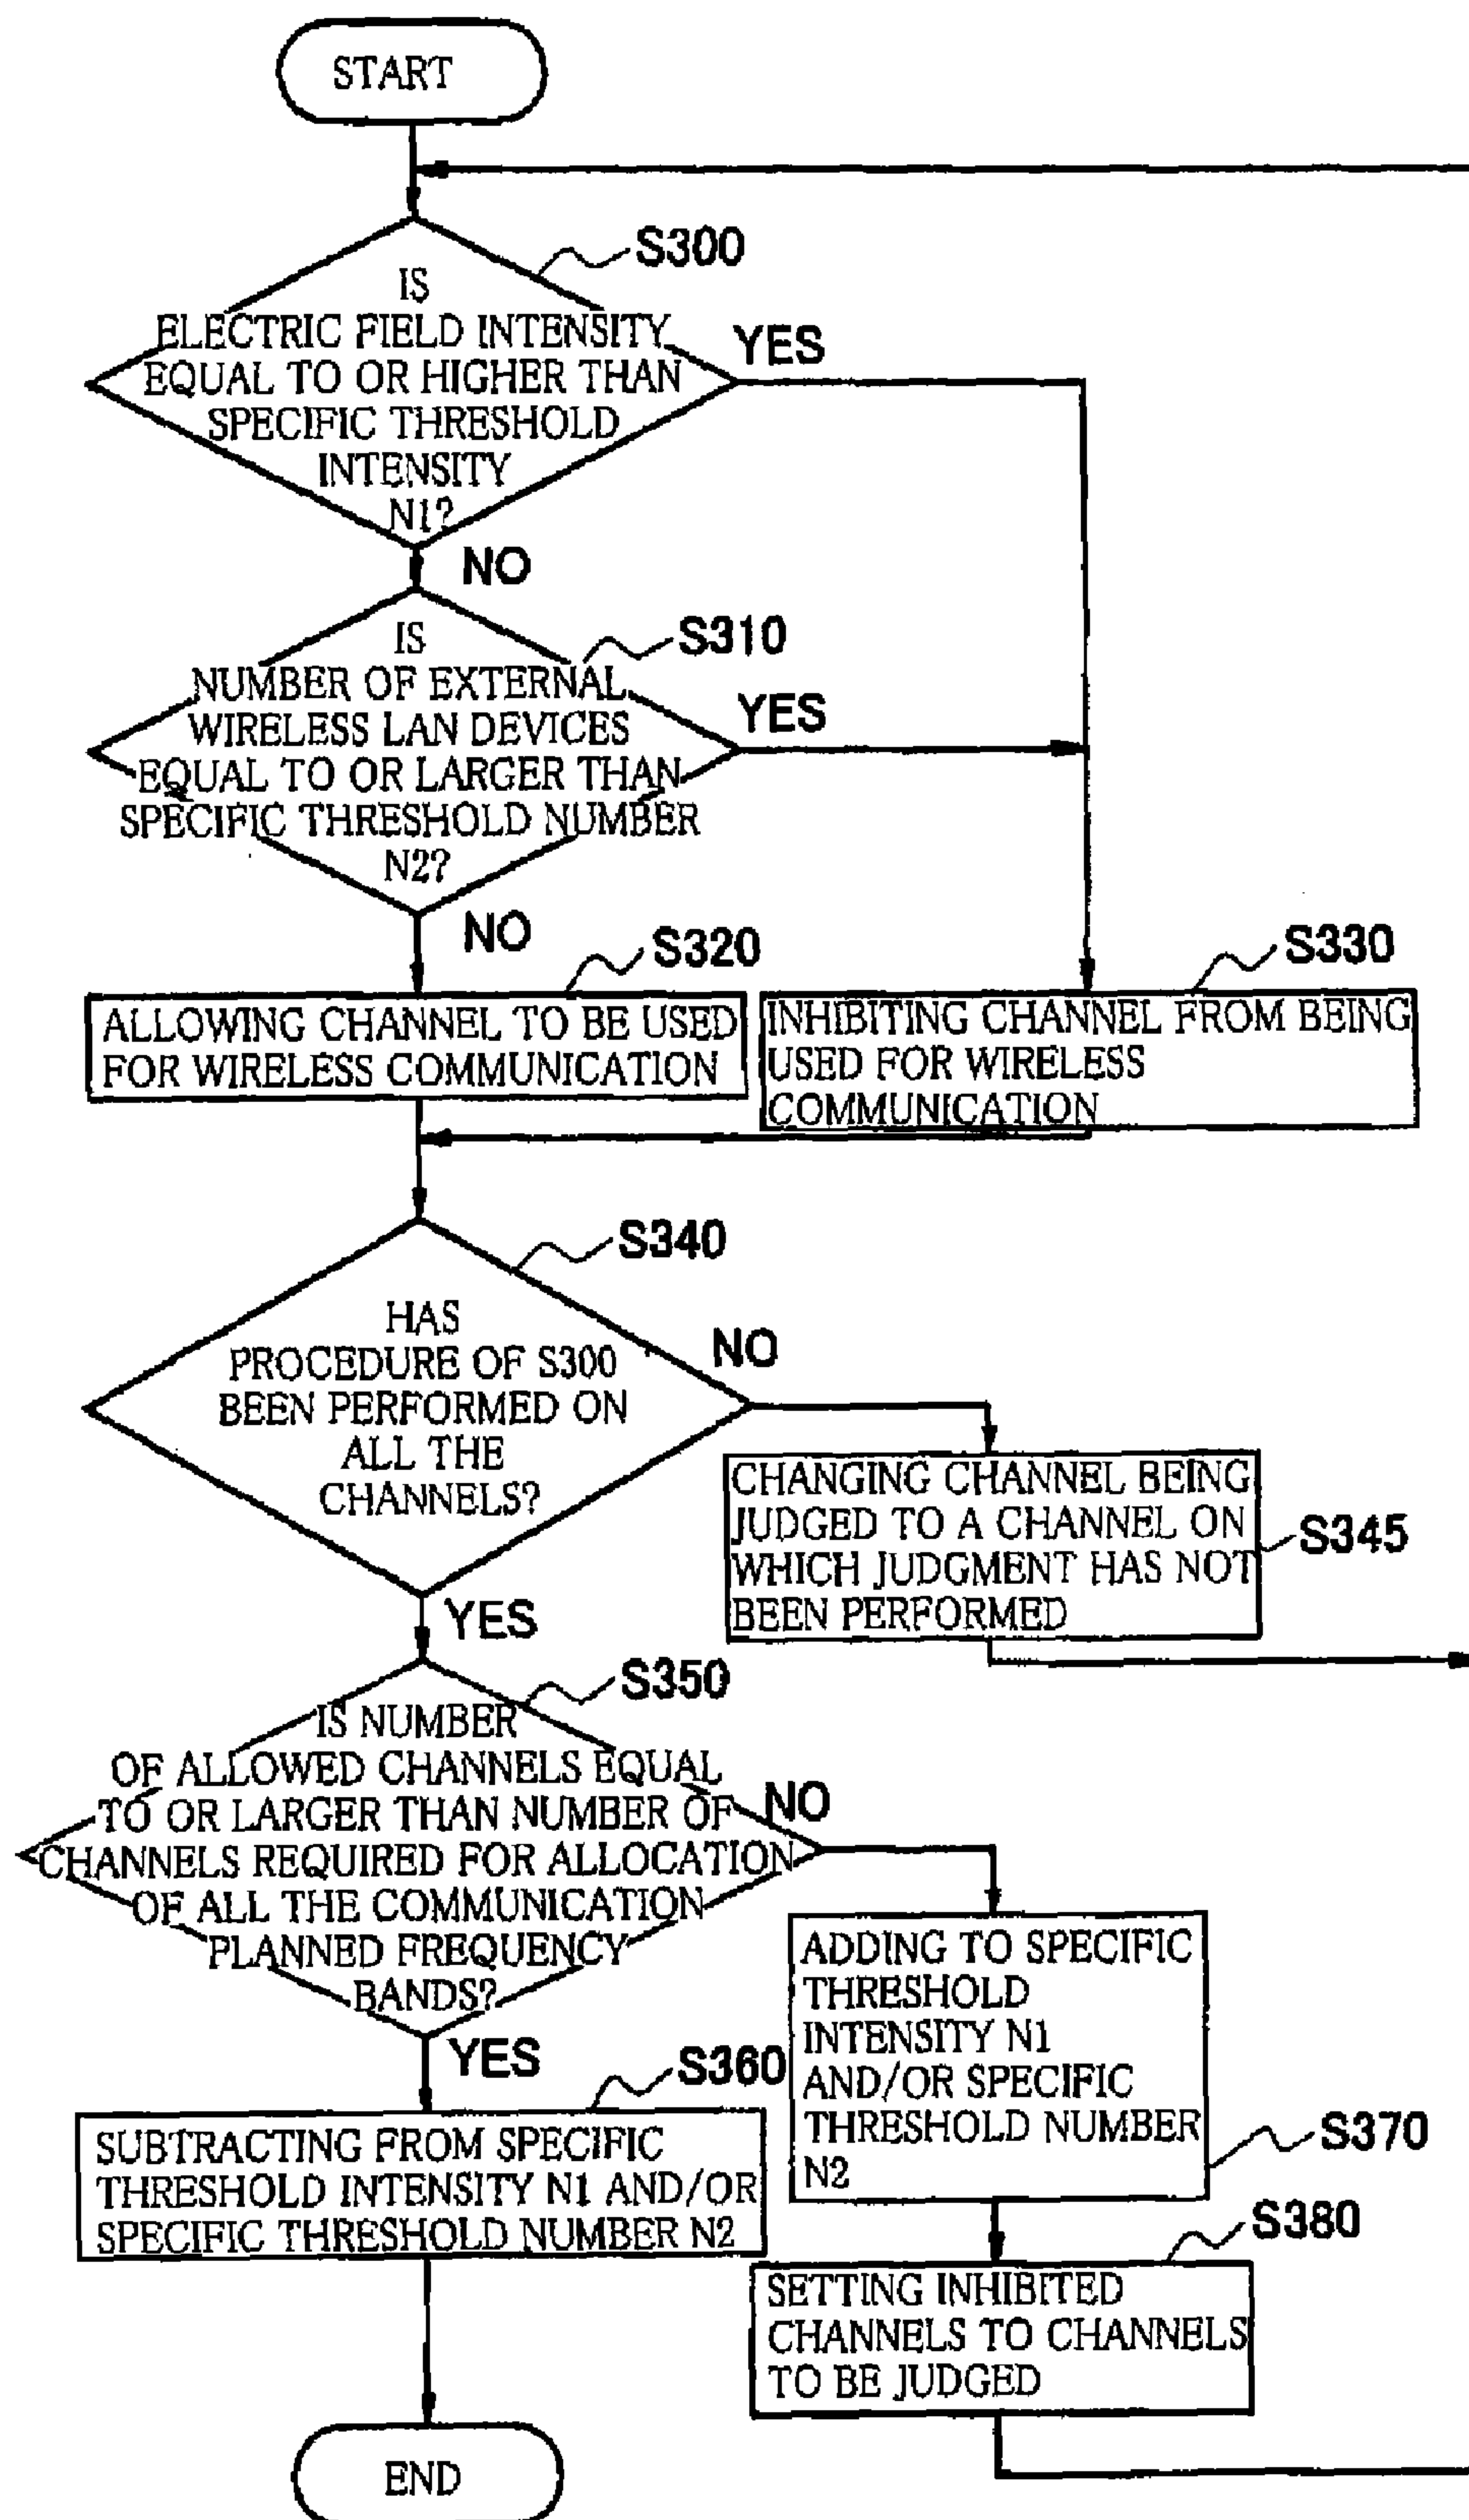 START
S300
IS
ELECTRIC FIELD INTENSITY
EQUAL TO OR HIGHER THAN
SPECIFIC THRESHOLD
INTENSITY
N1?
YES
NO
S310
IS
NUMBER OF EXTERNAL
WIRELESS LAN DEVICES
EQUAL TO OR LARGER THAN
SPECIFIC THRESHOLD NUMBER
N2?
YES
NO
S320
ALLOWING CHANNEL TO BE USED
FOR WIRELESS COMMUNICATION
S330
INHIBITING CHANNEL FROM BEING
USED FOR WIRELESS
COMMUNICATION
S340
HAS
PROCEDURE OF S300
BEEN PERFORMED ON
ALL THE
CHANNELS?
NO
CHANGING CHANNEL BEING
JUDGED TO A CHANNEL ON
WHICH JUDGMENT HAS NOT
BEEN PERFORMED
S345
YES
S350
IS NUMBER
OF ALLOWED CHANNELS EQUAL
TO OR LARGER THAN NUMBER OF
CHANNELS REQUIRED FOR ALLOCATION
OF ALL THE COMMUNICATION
PLANNED FREQUENCY
BANDS?
NO
YES
S360
SUBTRACTING FROM SPECIFIC
THRESHOLD INTENSITY N1 AND/OR
SPECIFIC THRESHOLD NUMBER N2
ADDING TO SPECIFIC
THRESHOLD
INTENSITY N1
AND/OR SPECIFIC
THRESHOLD NUMBER
N2
S370
S380
SETTING INHIBITED
CHANNELS TO CHANNELS
TO BE JUDGED
END